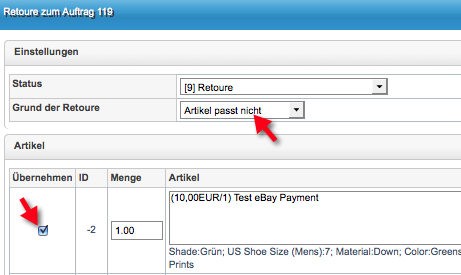 Retoure zum Auftrag 119
Einstellungen
Status [9] Retoure
Grund der Retoure Artikel passt nicht
Artikel
Übernehmen ID Menge Artikel
-2 1.00 (10,00EUR/1) Test eBay Payment
Shade:Grün; US Shoe Size (Mens):7; Material:Down; Color:Greens
Prints